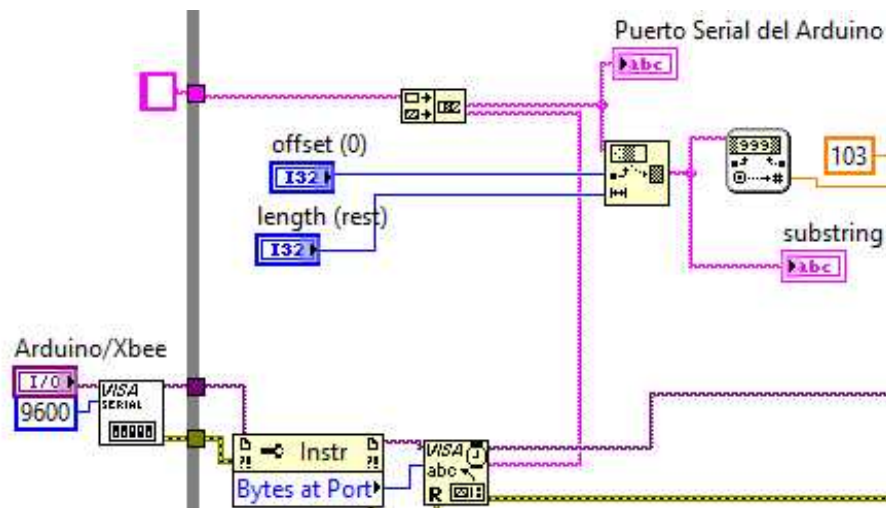 Puerto Serial del Arduino
abc
offset (0)
I32
999
103
length (rest)
I32
substring
abc
Arduino/Xbee
I/O
9600
VISA
SERIAL
Instr
Bytes at Port
VISA
abc
R